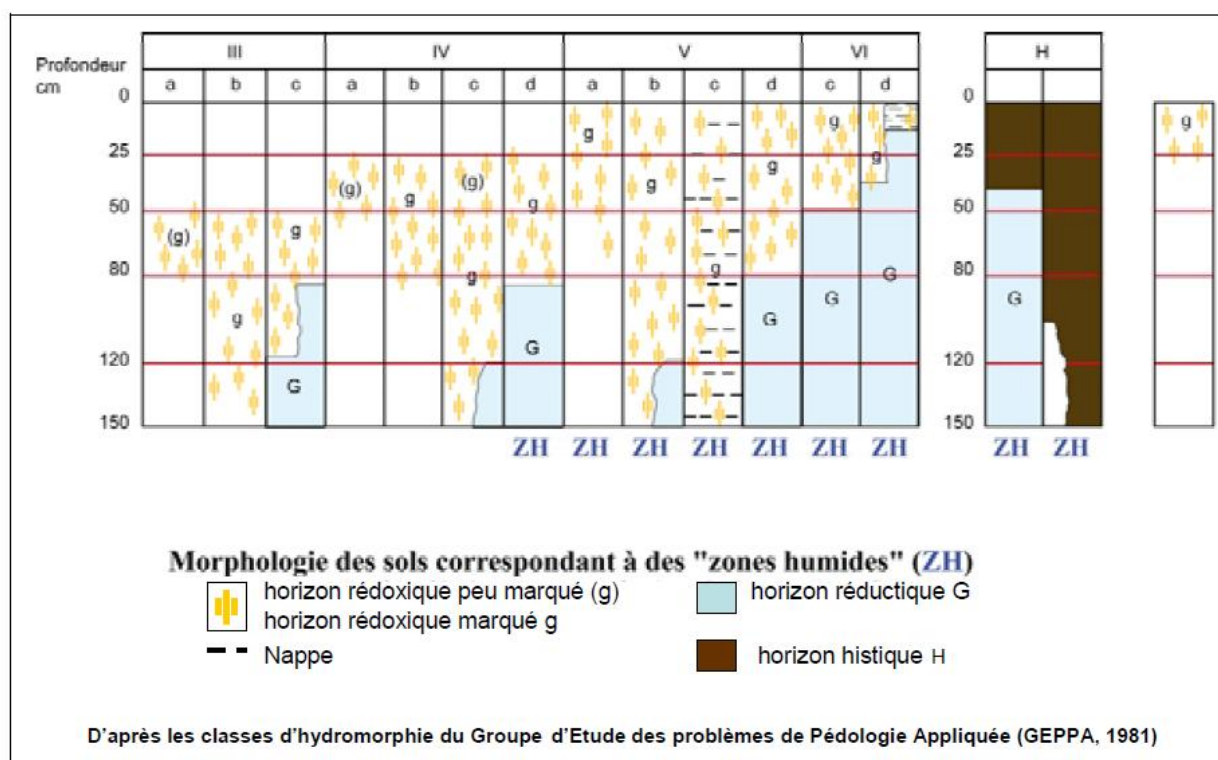 III IV V VI H
Profondeur
cm
a b c a b c d a b c d c d
0 0
25 25
50 50
80 80
120 120
150 150
(g) g g G (g) g (g) g g G g g g g G g G g G G g
ZH ZH ZH ZH ZH ZH ZH ZH ZH
Morphologie des sols correspondant à des "zones humides" (ZH)
horizon rédoxique peu marqué (g)
horizon rédoxique marqué g
horizon réductique G
Nappe
horizon histique H
D'après les classes d'hydromorphie du Groupe d'Etude des problèmes de Pédologie Appliquée (GEPPA, 1981)